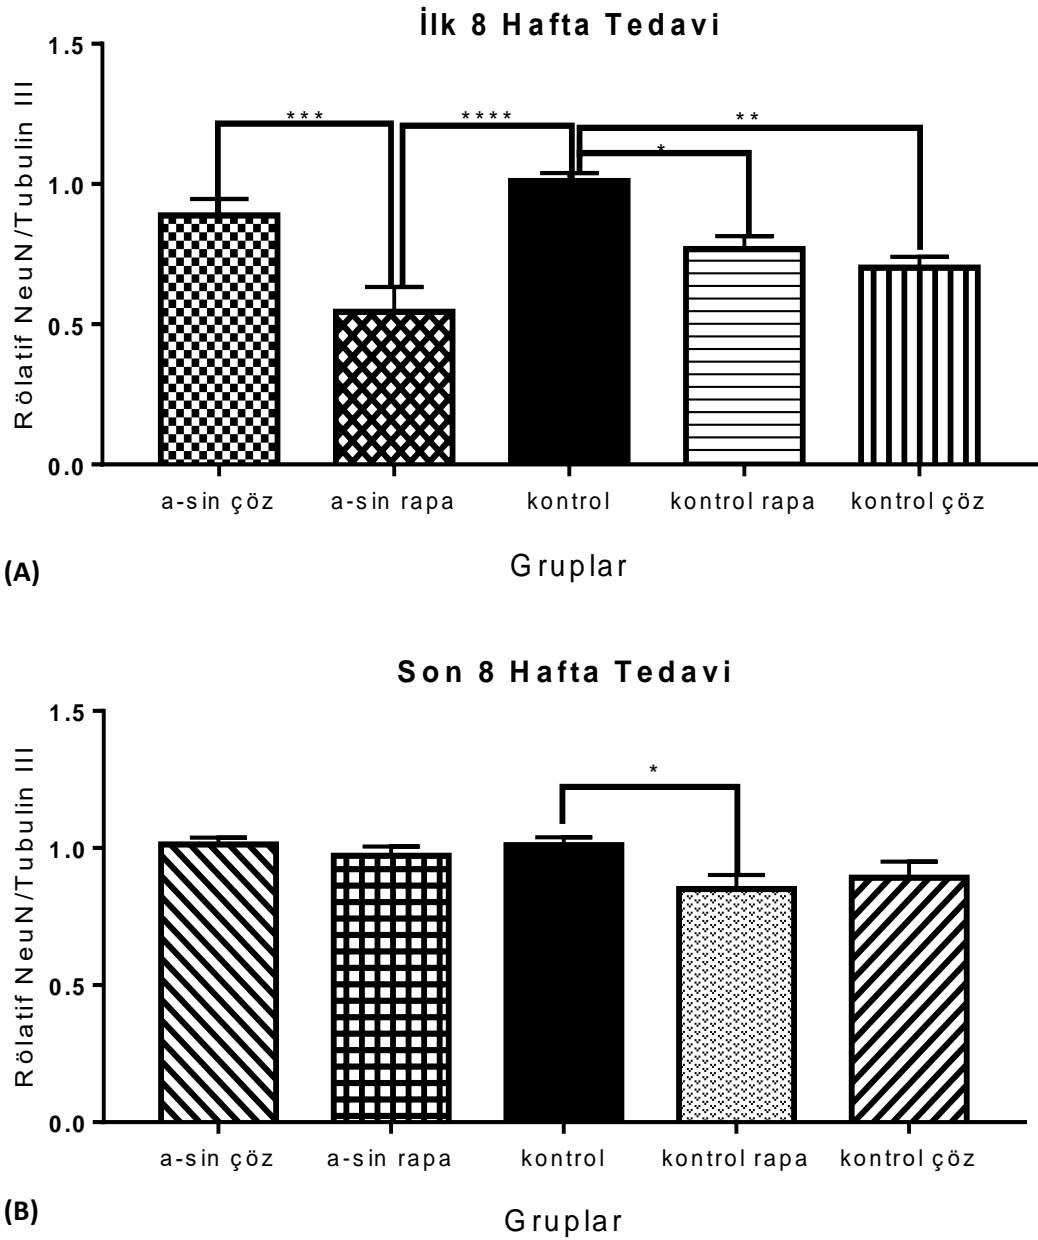 İlk 8 Hafta Tedavi
Rölatif NeuN/Tubulin III
1.5
1.0
0.5
0.0
*** **** ** *
a-sin çöz a-sin rapa kontrol kontrol rapa kontrol çöz
Gruplar
(A)
Son 8 Hafta Tedavi
Rölatif NeuN/Tubulin III
1.5
1.0
0.5
0.0
*
a-sin çöz a-sin rapa kontrol kontrol rapa kontrol çöz
Gruplar
(B)